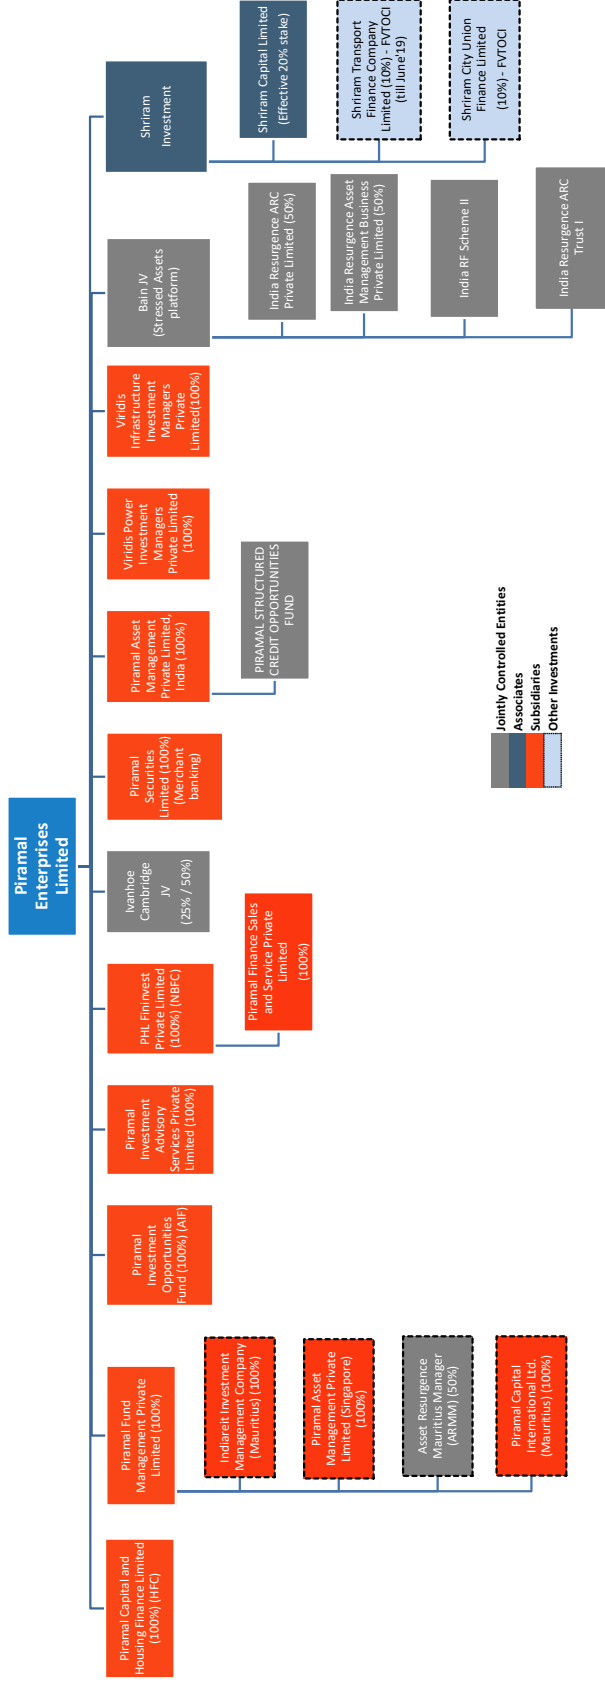 Piramal
Enterprises
Limited
Piramal Capital and
Housing Finance Limited
(100%) (HFC)
Piramal Fund
Management Private
Limited (100%)
Indiareit Investment
Management Company
(Mauritius) (100%)
Piramal Asset
Management Private
Limited (Singapore)
(100%)
Asset Resurgence
Mauritius Manager
(ARMM) (50%)
Piramal Capital
International Ltd.
(Mauritius) (100%)
Piramal
Investment
Opportunities
Fund (100%) (AIF)
Piramal
Investment
Advisory
Services Private
Limited (100%)
PHL Fininvest
Private Limited
(100%) (NBFC)
Piramal Finance Sales
and Service Private
Limited
(100%)
Ivanhoe
Cambridge
JV
(25% / 50%)
Piramal
Securities
Limited (100%)
(Merchant
banking)
Piramal Asset
Management
Private Limited,
India (100%)
PIRAMAL STRUCTURED
CREDIT OPPORTUNITIES
FUND
Viridis Power
Investment
Managers
Private Limited
(100%)
Viridis
Infrastructure
Investment
Managers
Private
Limited(100%)
Bain JV
(Stressed Assets
platform)
India Resurgence ARC
Private Limited (50%)
India Resurgence Asset
Management Business
Private Limited (50%)
India RF Scheme II
India Resurgence ARC
Trust I
Shriram
Investment
Shriram Capital Limited
(Effective 20% stake)
Shriram Transport
Finance Company
Limited (10%) - FVTOCI
(till June'19)
Shriram City Union
Finance Limited
(10%) - FVTOCI
Jointly Controlled Entities
Associates
Subsidiaries
Other Investments